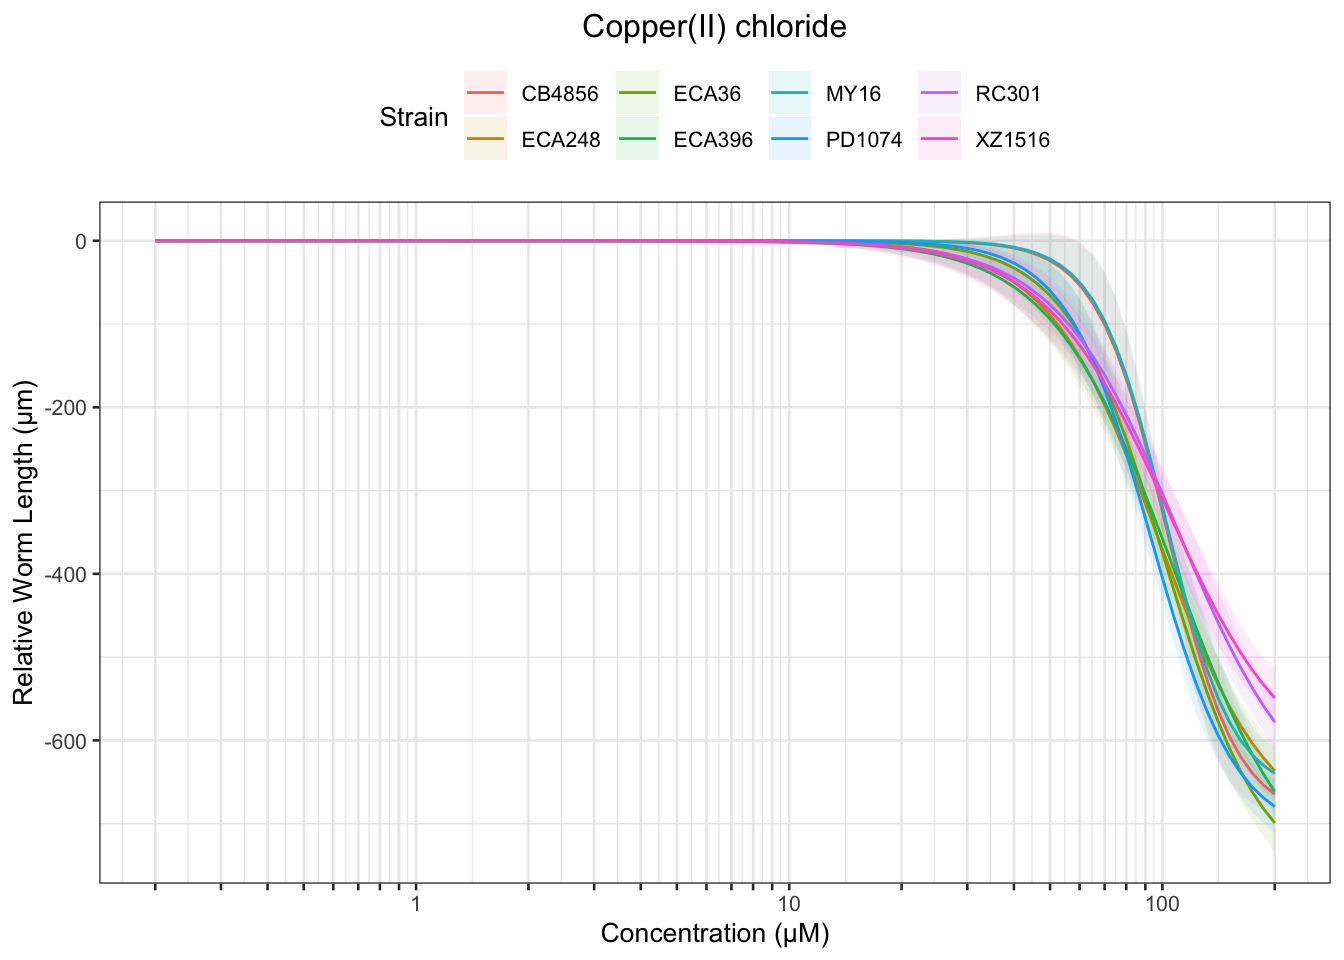 Copper(II) chloride
Strain
CB4856 ECA36 MY16 RC301
ECA248 ECA396 PD1074 XZ1516
Relative Worm Length (µm)
0
-200
-400
-600
1 10 100
Concentration (µM)